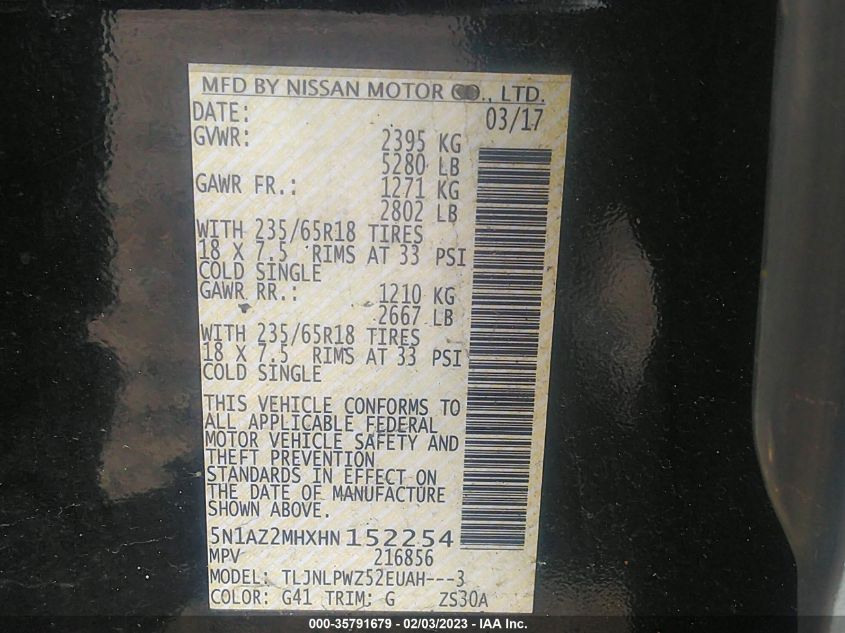 MFD BY NISSAN MOTOR CO., LTD.
DATE: 03/17
GVWR: 2395 KG
5280 LB
GAWR FR.: 1271 KG
2802 LB
WITH 235/65R18 TIRES
18 X 7.5 RIMS AT 33 PSI
COLD SINGLE
GAWR RR.: 1210 KG
2667 LB
WITH 235/65R18 TIRES
18 X 7.5 RIMS AT 33 PSI
COLD SINGLE
THIS VEHICLE CONFORMS TO
ALL APPLICABLE FEDERAL
MOTOR VEHICLE SAFETY AND
THEFT PREVENTION
STANDARDS IN EFFECT ON
THE DATE OF MANUFACTURE
SHOWN ABOVE.
5N1AZ2MHXHN 152254
MPV 216856
MODEL: TLJNLPWZ52EUAH---3
COLOR: G41 TRIM: G ZS30A
000-35791679 - 02/03/2023 - IAA Inc.